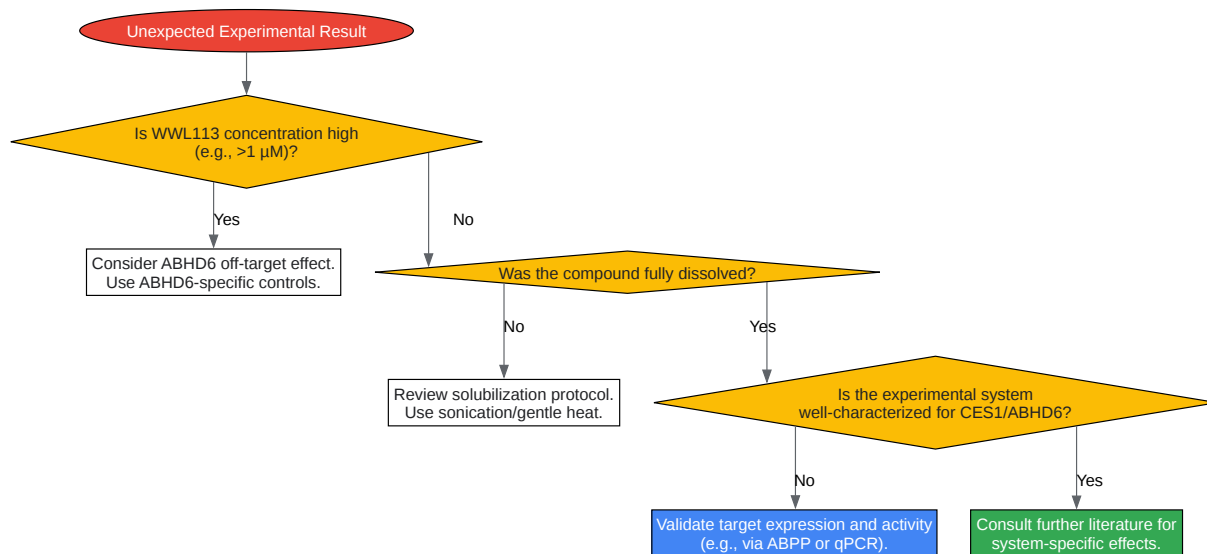 Unexpected Experimental Result
Is WWL113 concentration high
(e.g., >1 µM)?
Yes
No
Consider ABHD6 off-target effect.
Use ABHD6-specific controls.
Was the compound fully dissolved?
No
Yes
Review solubilization protocol.
Use sonication/gentle heat.
Is the experimental system
well-characterized for CES1/ABHD6?
No
Yes
Validate target expression and activity
(e.g., via ABPP or qPCR).
Consult further literature for
system-specific effects.